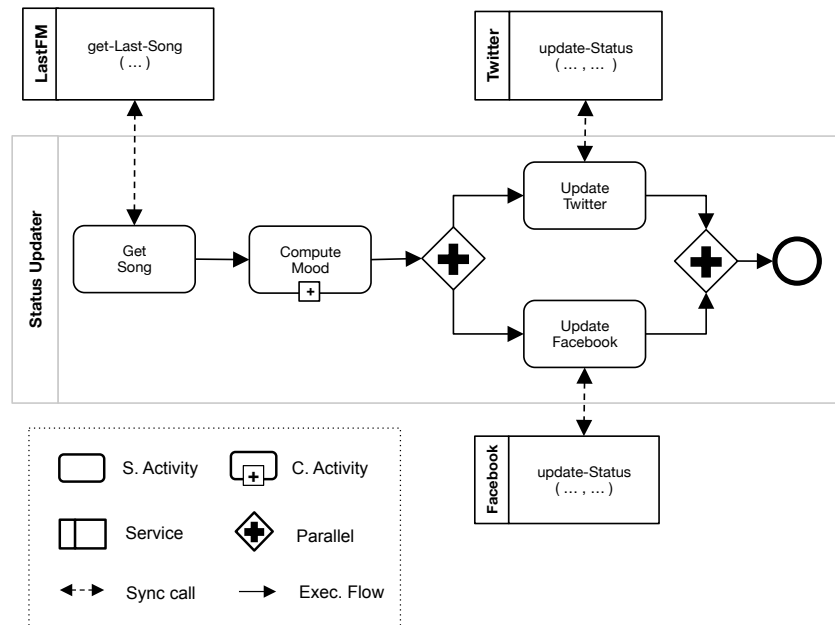 LastFM
get-Last-Song
( ... )
Twitter
update-Status
( ... , ... )
Status Updater
Get
Song
Compute
Mood
Update
Twitter
Update
Facebook
Facebook
update-Status
( ... , ... )
S. Activity
C. Activity
Service
Parallel
Sync call
Exec. Flow